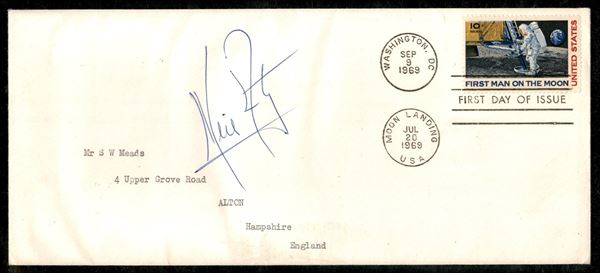 10¢
UNITED STATES
FIRST MAN ON THE MOON
WASHINGTON, DC
SEP
9
1969
FIRST DAY OF ISSUE
MOON LANDING
JUL
20
1969
USA
Mr S W Meads
4 Upper Grove Road
ALTON
Hampshire
England